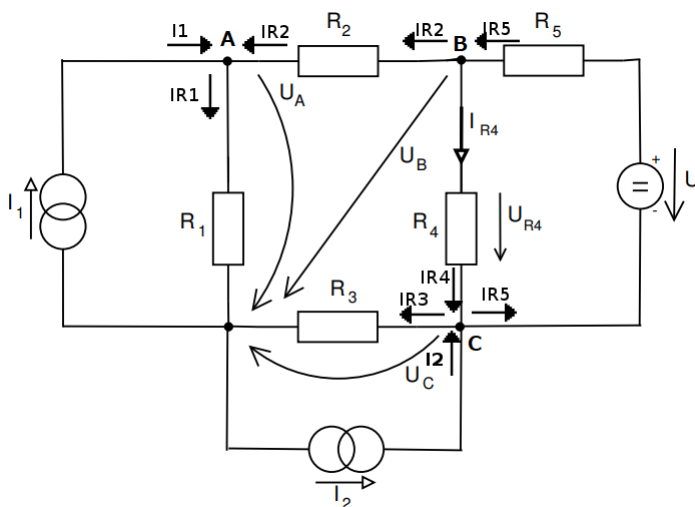 I1 A IR2 R2 IR2 B IR5 R5
IR1 UA I R4
UB + U
I1 R1 R4 = UR4
-
R3 IR4
IR3 IR5
UC I2 C
I2